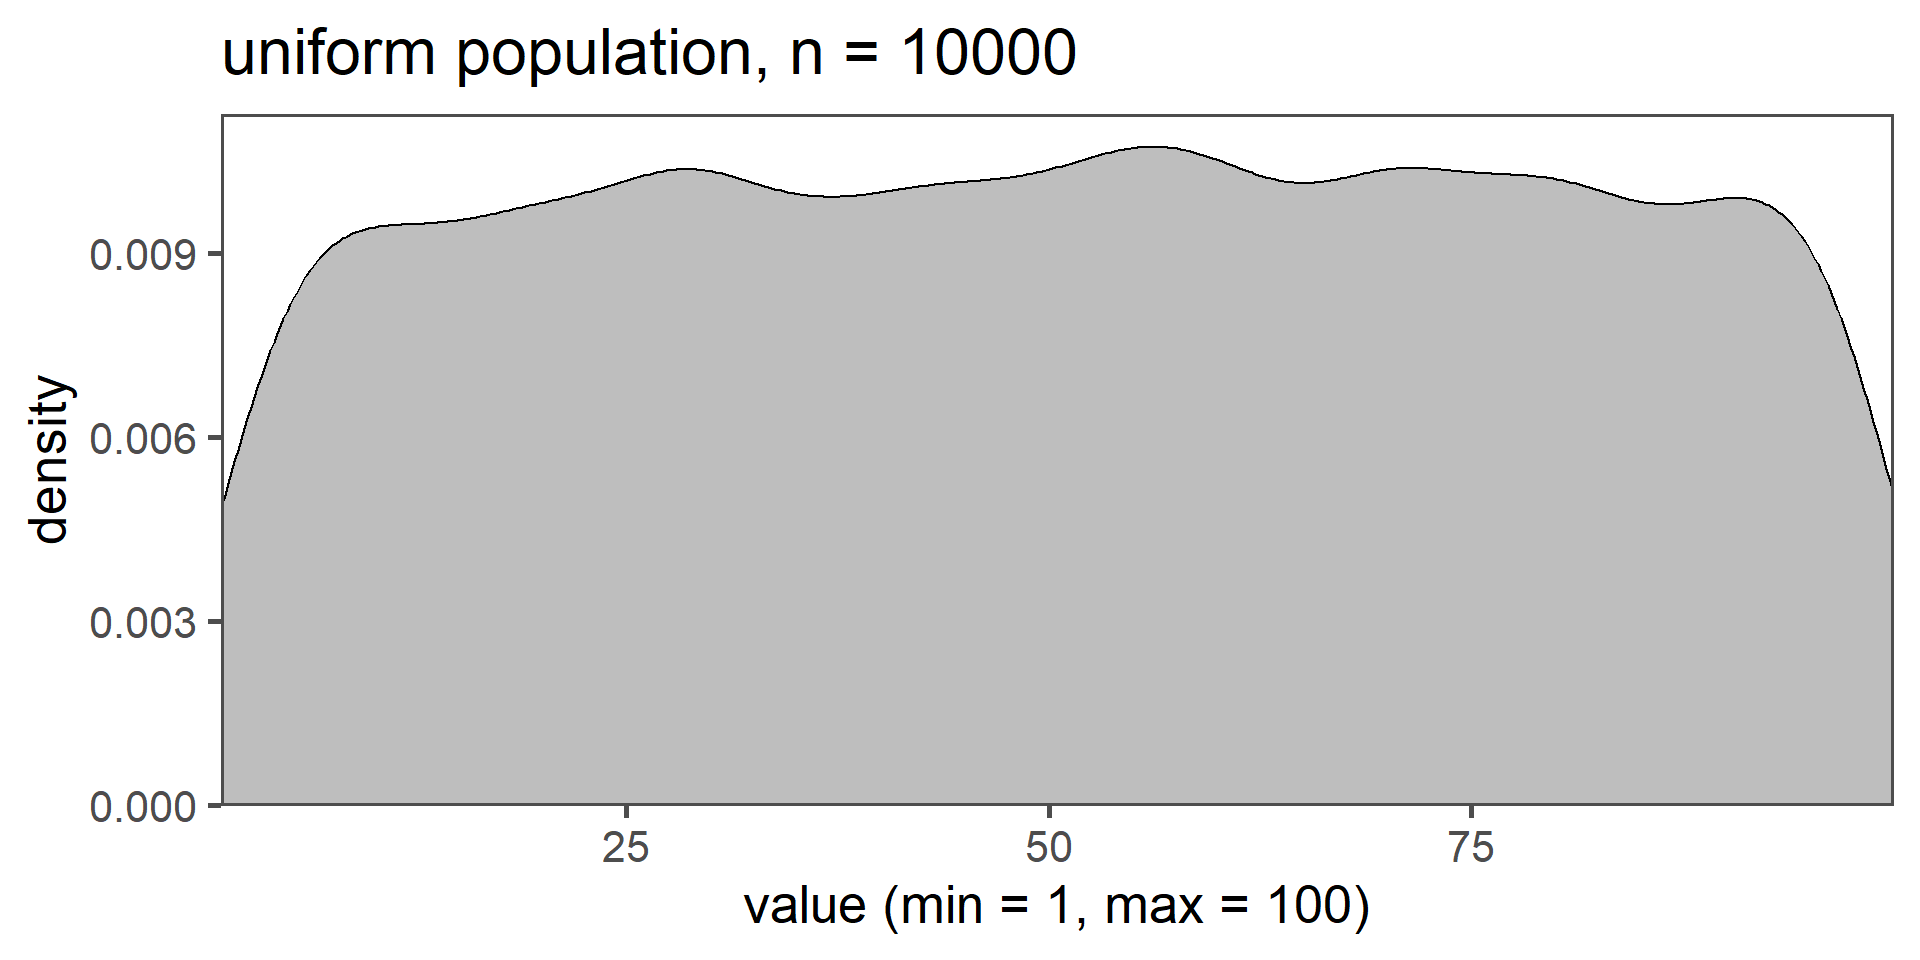 uniform population, n = 10000
density
0.009
0.006
0.003
0.000
25 50 75
value (min = 1, max = 100)